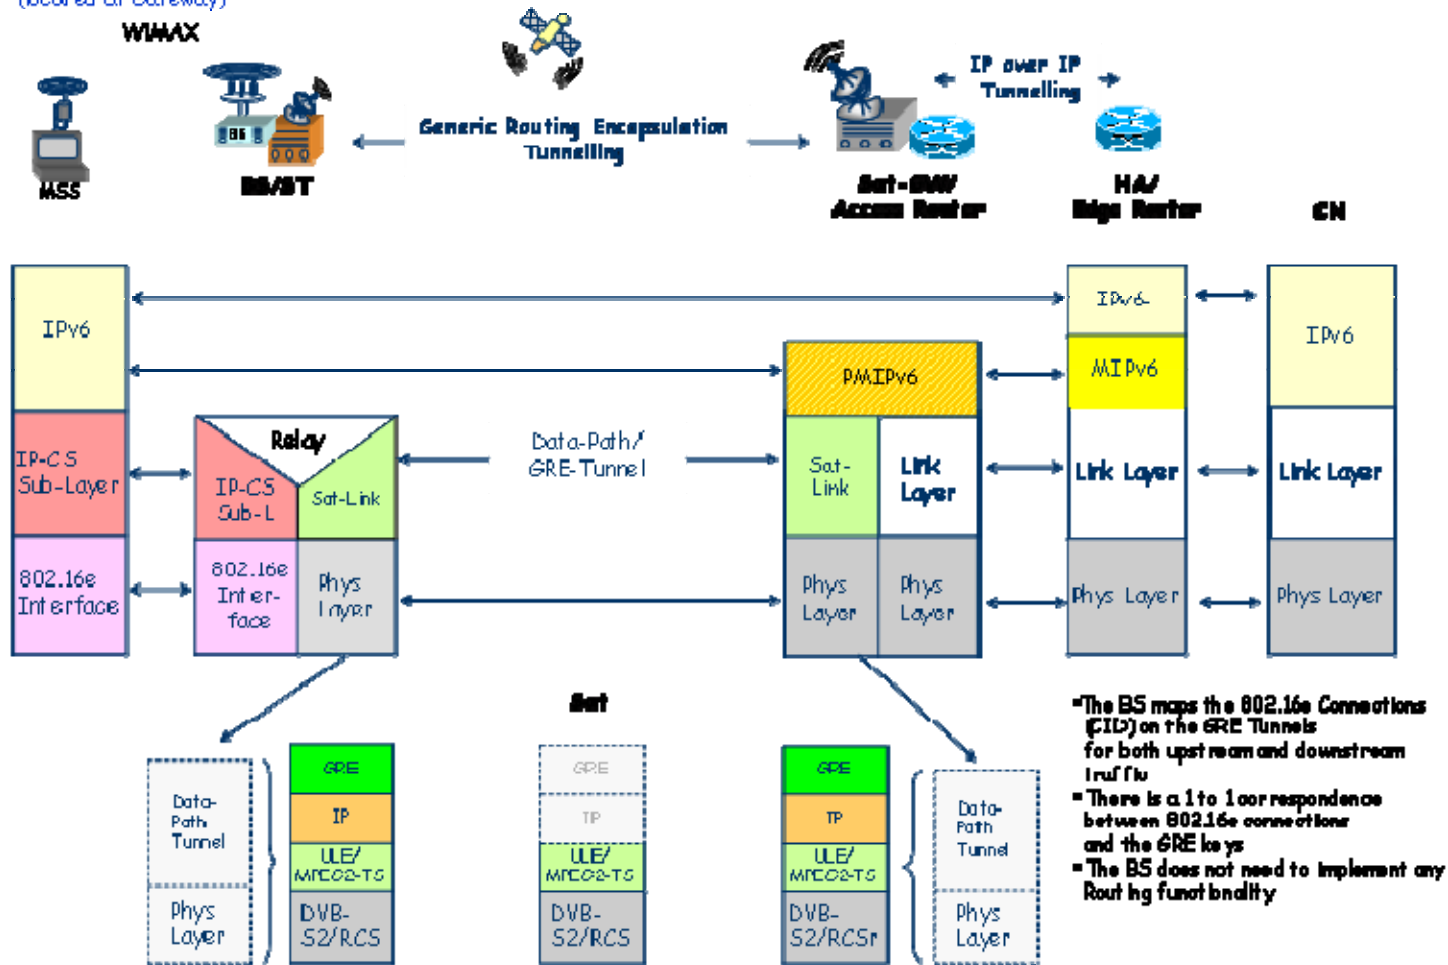 (located at Gateway)
WiMAX
IP over IP
Tunnelling
Generic Routing Encapsulation
Tunnelling
BS
MSS
BS/ST
Sat-GW/
Access Router
HA/
Edge Router
CN
IPv6
IPv6
IPv6
PMIPv6
MIPv6
Relay
Data-Path/
GRE-Tunnel
IP-CS
Sub-Layer
IP-CS
Sub-L
Sat-Link
Sat-
Link
Link
Layer
Link Layer
Link Layer
802.16e
Interface
802.16e
Inter-
face
Phys
Layer
Phys
Layer
Phys
Layer
Phys Layer
Phys Layer
Sat
Data-
Path
Tunnel
Phys
Layer
GRE
IP
ULE/
MPEG2-TS
DVB-
S2/RCS
GRE
IP
ULE/
MPEG2-TS
DVB-
S2/RCS
GRE
IP
ULE/
MPEG2-TS
DVB-
S2/RCSr
Data-
Path
Tunnel
Phys
Layer
▪The BS maps the 802.16e Connections
(CID) on the GRE Tunnels
for both upstream and downstream
traffic
▪There is a 1 to 1 correspondence
between 802.16e connections
and the GRE keys
▪The BS does not need to implement any
Routing functionality